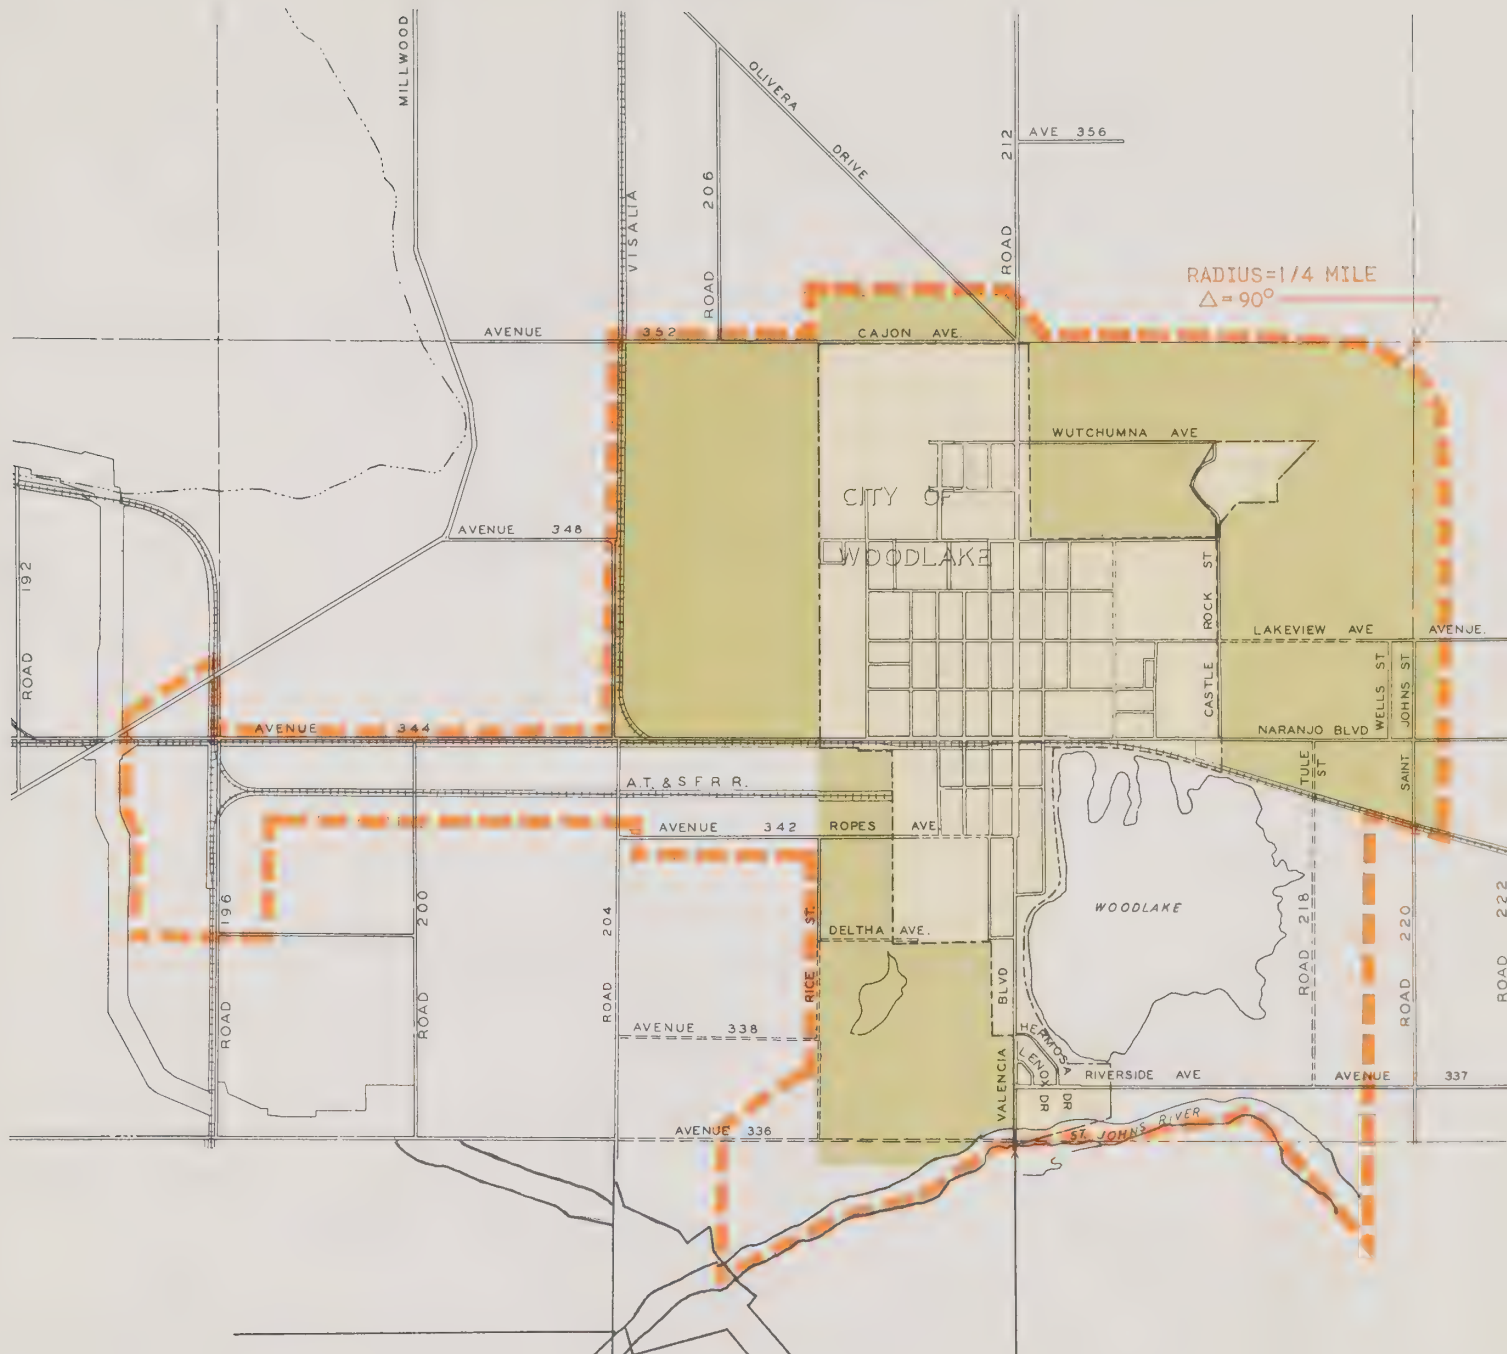 MILLWOOD
OLIVERA
DRIVE
VISALIA
ROAD 206
ROAD 212
AVE 356
RADIUS=1/4 MILE
△=90°
AVENUE 352
CAJON AVE.
WUTCHUMNA AVE
CITY OF
WOODLAKE
AVENUE 348
ROAD 192
CASTLE ROCK ST
LAKEVIEW AVE
AVENUE.
WELLS ST
SAINT JOHNS ST
NARANJO BLVD
TULE ST
AVENUE 344
A.T. & S F R R.
AVENUE 342
ROPES AVE
ROAD 196
ROAD 200
ROAD 204
RICE ST.
DELTHA AVE.
WOODLAKE
ROAD 218
ROAD 220
ROAD 222
AVENUE 338
VALENCIA BLVD
HERMOSA DR
LENOX DR
RIVERSIDE AVE
AVENUE 337
AVENUE 336
ST. JOHNS RIVER